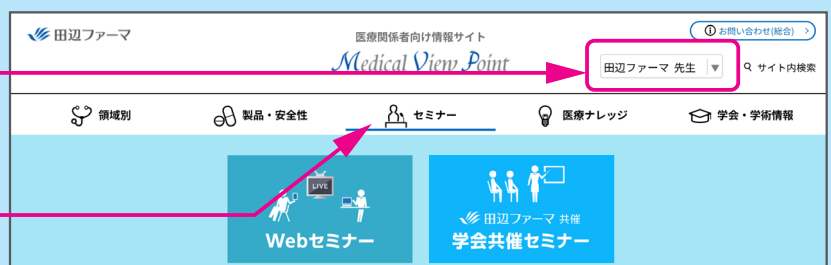 田辺ファーマ
医療関係者向け情報サイト
Medical View Point
お問い合わせ(総合)
田辺ファーマ 先生
サイト内検索
領域別
製品・安全性
セミナー
医療ナレッジ
学会・学術情報
LIVE
Webセミナー
田辺ファーマ 共催
学会共催セミナー